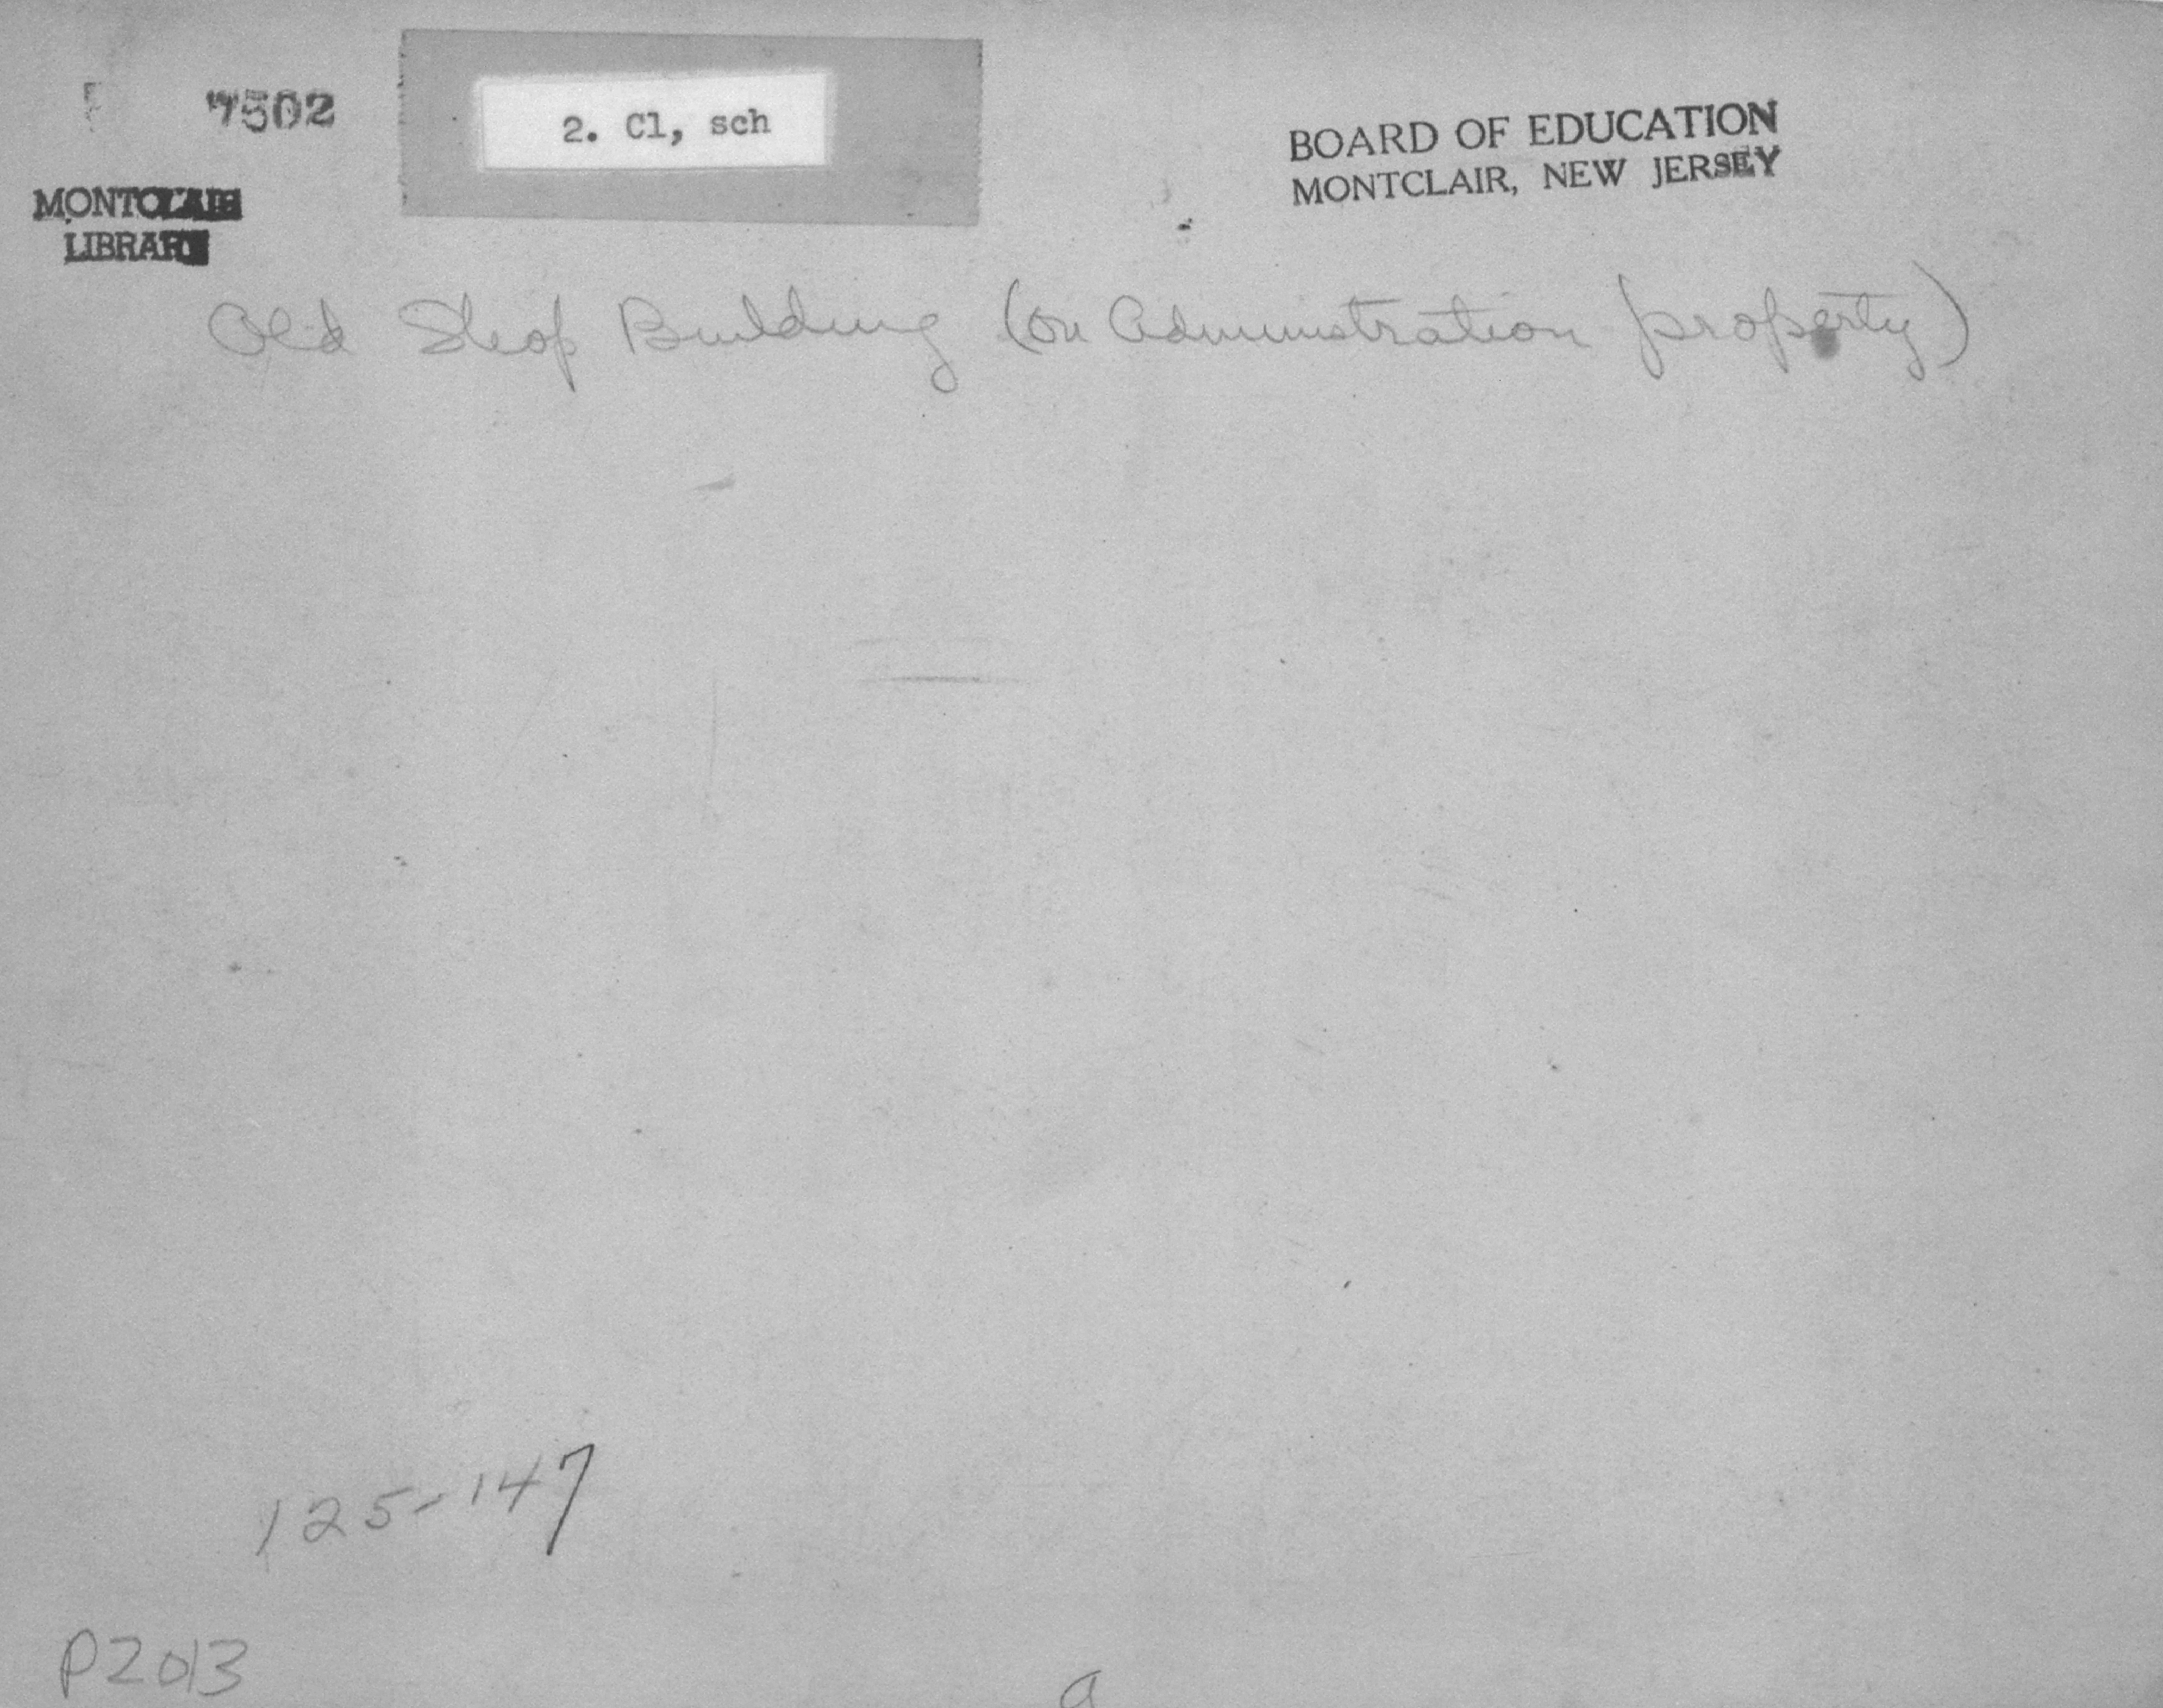 7502
2. Cl, sch
BOARD OF EDUCATION
MONTCLAIR, NEW JERSEY
MONTCLAIR
LIBRARY
Old Shop Building (on Administration property)
125-147
P2013
a